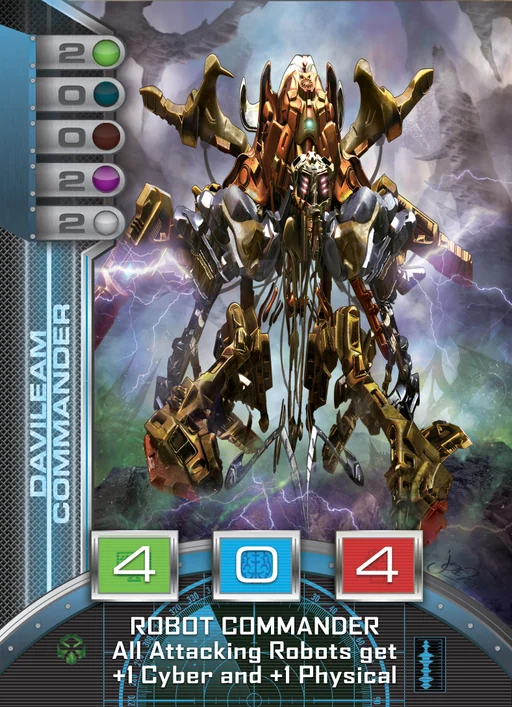 2
0
0
2
2
DAVILEAM
COMMANDER
4 0 4
ROBOT COMMANDER
All Attacking Robots get
+1 Cyber and +1 Physical